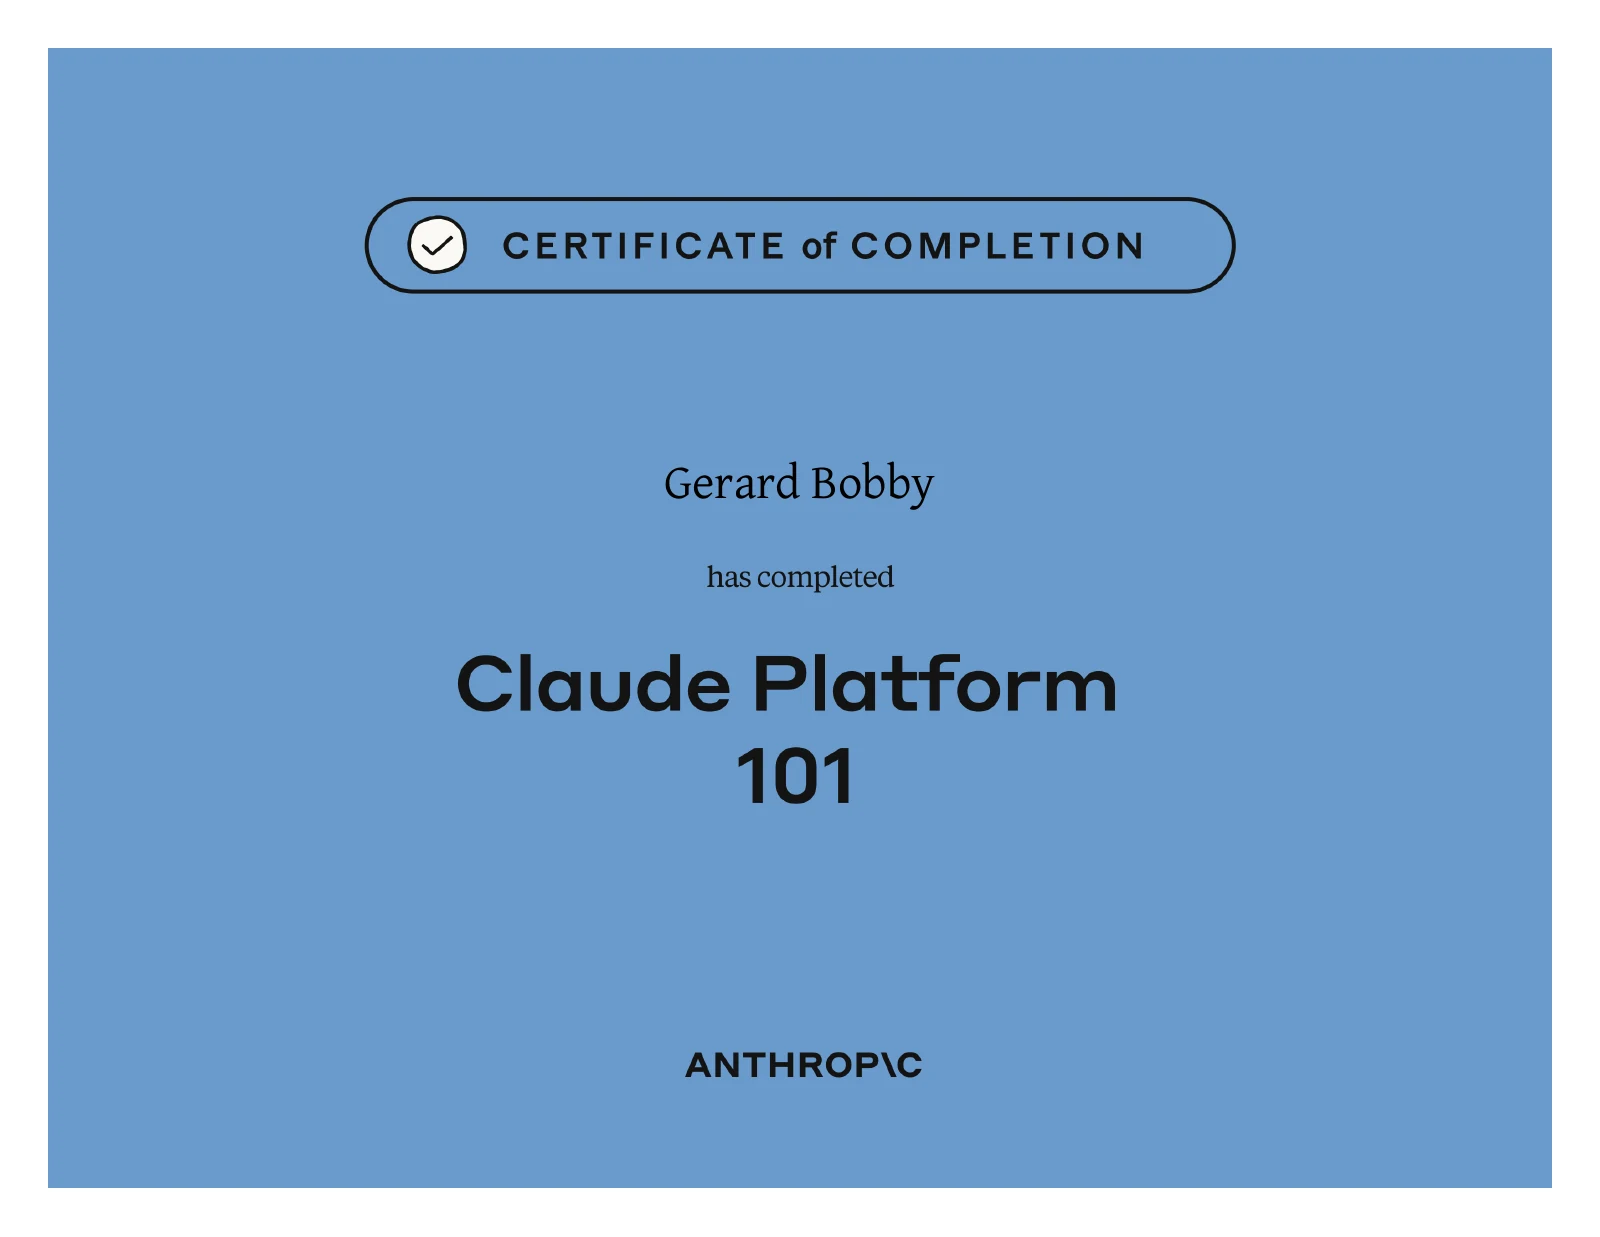 CERTIFICATE of COMPLETION
Gerard Bobby
has completed
Claude Platform
101
ANTHROP\C